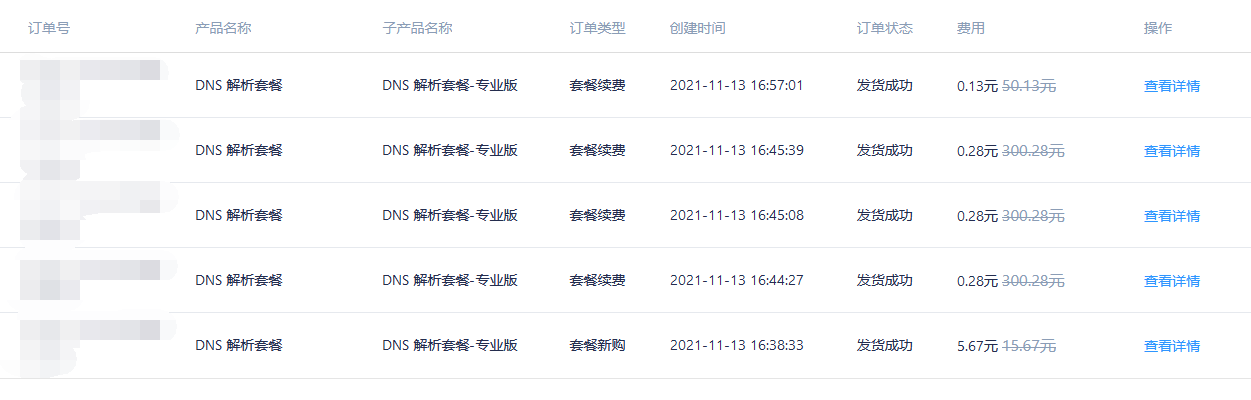 订单号 产品名称 子产品名称 订单类型 创建时间 订单状态 费用 操作
DNS 解析套餐 DNS 解析套餐-专业版 套餐续费 2021-11-13 16:57:01 发货成功 0.13元 50.13元 查看详情
DNS 解析套餐 DNS 解析套餐-专业版 套餐续费 2021-11-13 16:45:39 发货成功 0.28元 300.28元 查看详情
DNS 解析套餐 DNS 解析套餐-专业版 套餐续费 2021-11-13 16:45:08 发货成功 0.28元 300.28元 查看详情
DNS 解析套餐 DNS 解析套餐-专业版 套餐续费 2021-11-13 16:44:27 发货成功 0.28元 300.28元 查看详情
DNS 解析套餐 DNS 解析套餐-专业版 套餐新购 2021-11-13 16:38:33 发货成功 5.67元 15.67元 查看详情